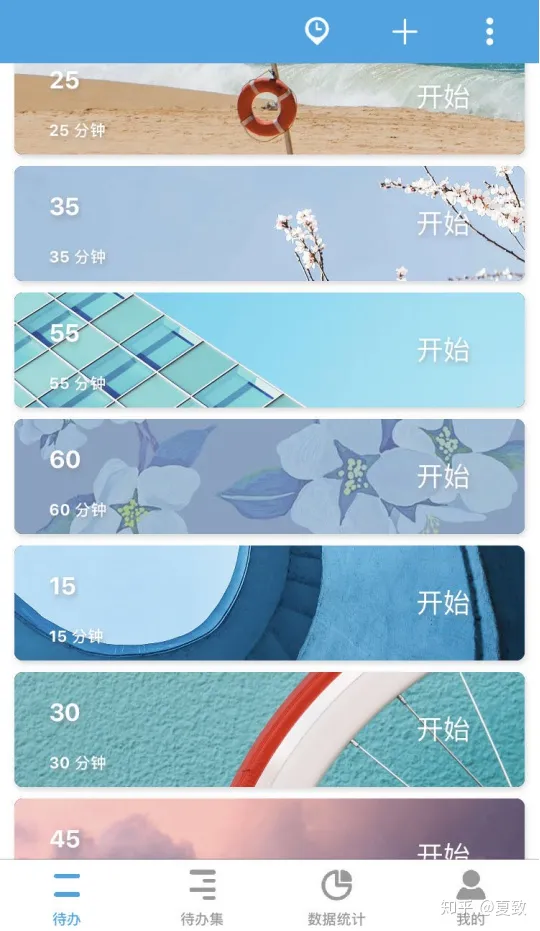 25
开始
25 分钟
35
开始
35 分钟
55
开始
55 分钟
60
开始
60 分钟
15
开始
15 分钟
30
开始
30 分钟
45
开始
待办
待办集
数据统计
我的
知乎 @夏致